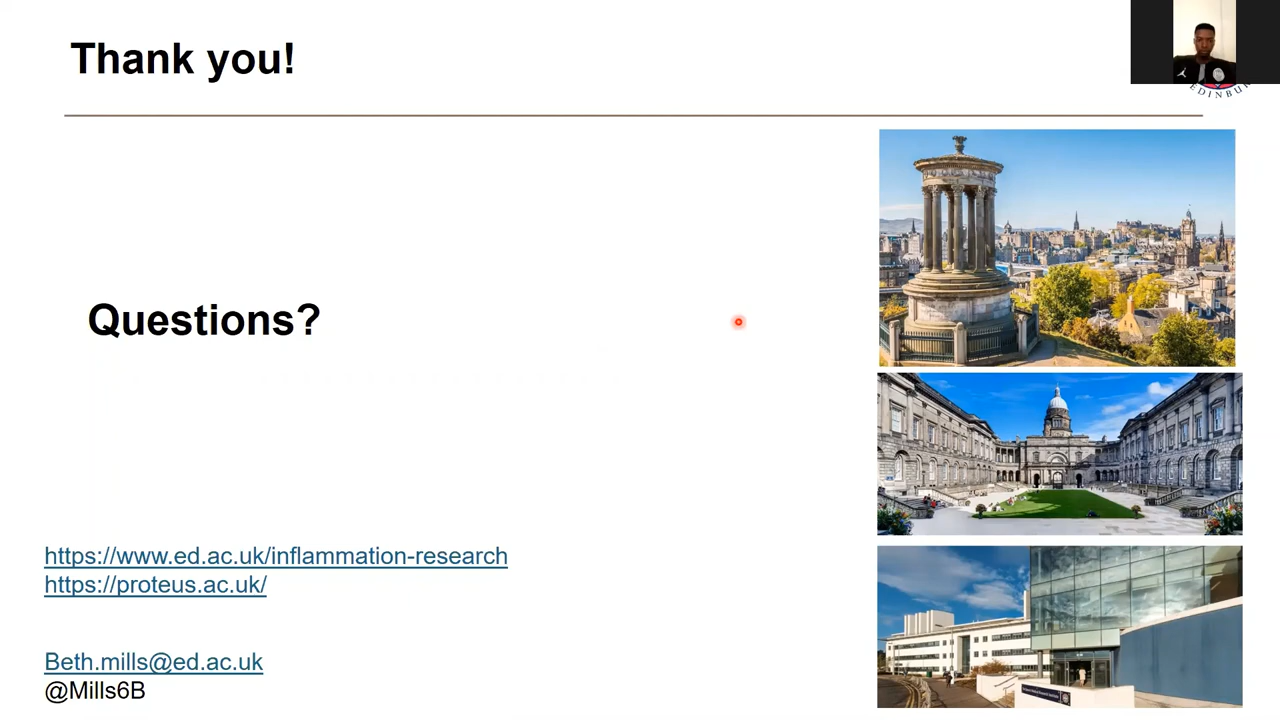 Thank you!
EDINBU
Questions?
https://www.ed.ac.uk/inflammation-research
https://proteus.ac.uk/
Beth.mills@ed.ac.uk
@Mills6B